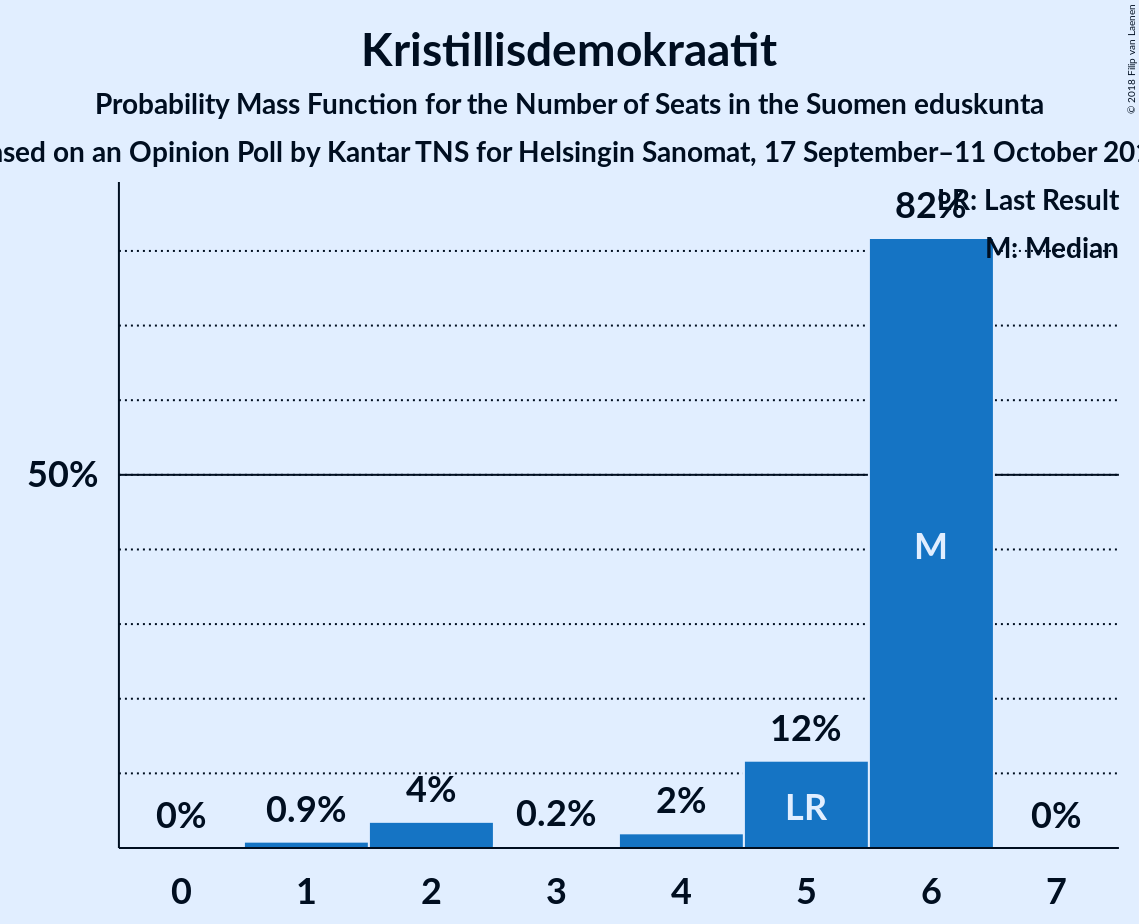 Kristillisdemokraatit
Probability Mass Function for the Number of Seats in the Suomen eduskunta
on an Opinion Poll by Kantar TNS for Helsingin Sanomat, 17 September–11 October
© 2018 Filip van Laenen
LR: Last Result
M: Median
82%
50%
M
12%
LR
4%
2%
0.9%
0.2%
0%
0%
0 1 2 3 4 5 6 7